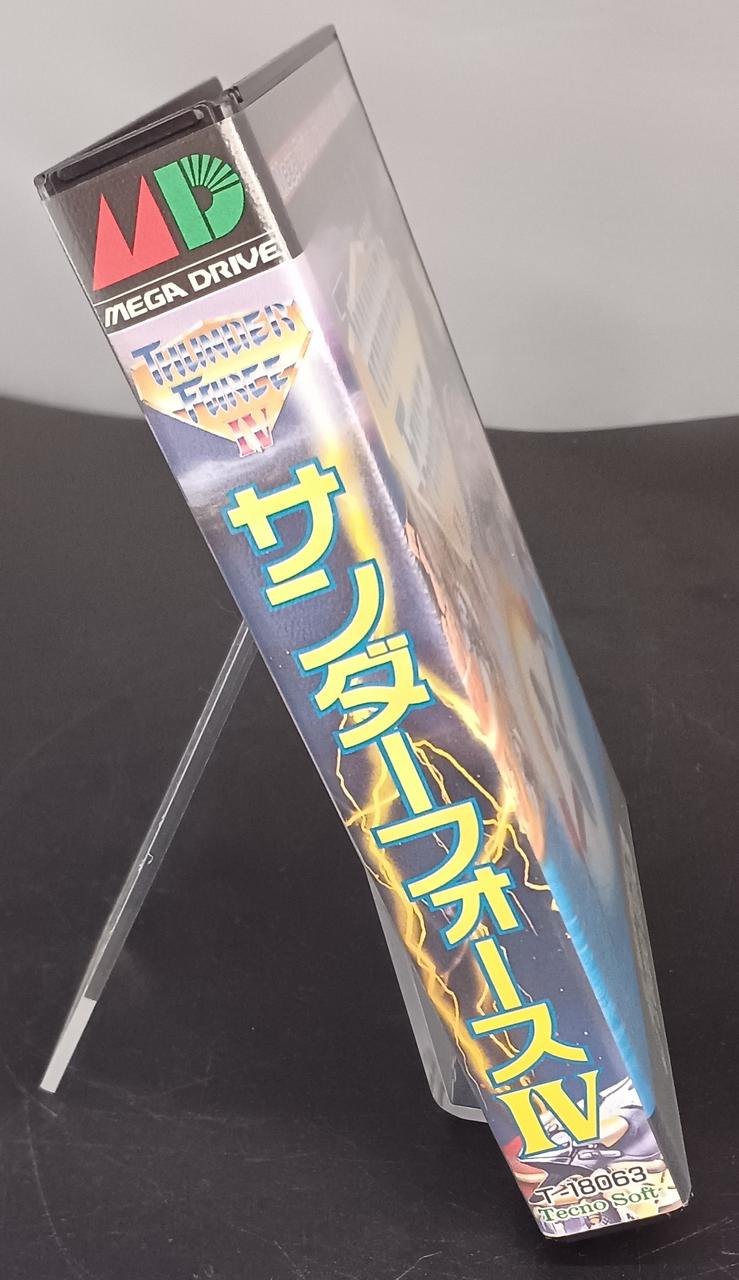 MD
MEGA DRIVE
THUNDER
FORCE
IV
サンダーフォースIV
T-18063
Tecno Soft